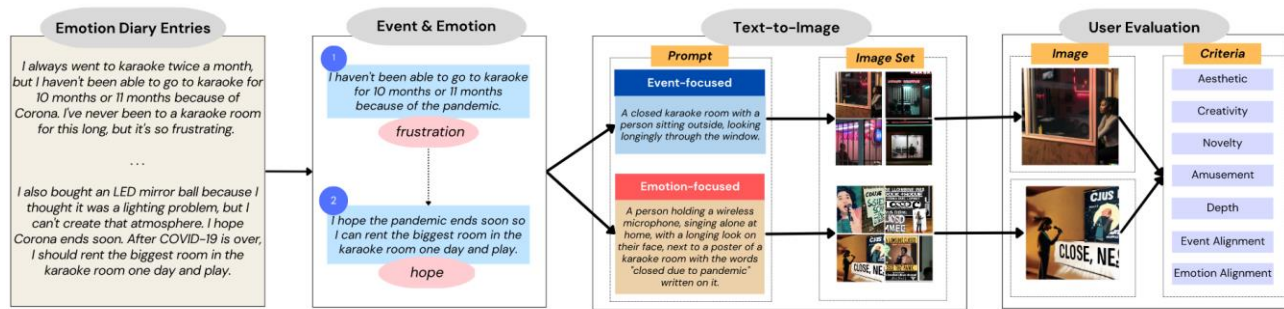 Emotion Diary Entries
I always went to karaoke twice a month,
but I haven't been able to go to karaoke for
10 months or 11 months because of
Corona. I've never been to a karaoke room
for this long, but it's so frustrating.
...
I also bought an LED mirror ball because I
thought it was a lighting problem, but I
can't create that atmosphere. I hope
Corona ends soon. After COVID-19 is over,
I should rent the biggest room in the
karaoke room one day and play.
Event & Emotion
1
I haven't been able to go to karaoke
for 10 months or 11 months
because of the pandemic.
frustration
2
I hope the pandemic ends soon so
I can rent the biggest room in the
karaoke room one day and play.
hope
Text-to-Image
Prompt
Event-focused
A closed karaoke room with a
person sitting outside, looking
longingly through the window.
Emotion-focused
A person holding a wireless
microphone, singing alone at
home, with a longing look on
their face, next to a poster of a
karaoke room with the words
"closed due to pandemic"
written on it.
Image Set
User Evaluation
Image
CJUS
CLOSE, NE
Criteria
Aesthetic
Creativity
Novelty
Amusement
Depth
Event Alignment
Emotion Alignment